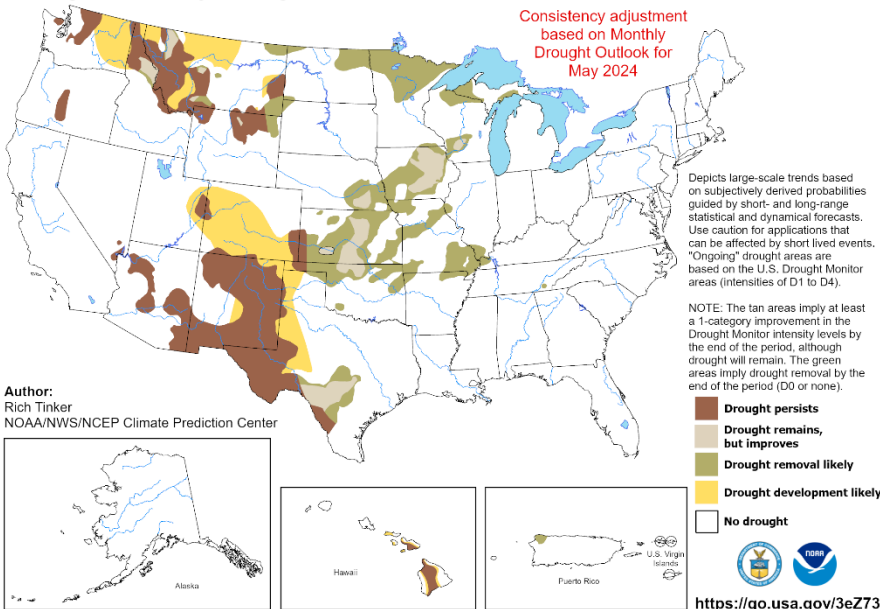 Consistency adjustment
based on Monthly
Drought Outlook for
May 2024
Depicts large-scale trends based
on subjectively derived probabilities
guided by short- and long-range
statistical and dynamical forecasts.
Use caution for applications that
can be affected by short lived events.
"Ongoing" drought areas are
based on the U.S. Drought Monitor
areas (intensities of D1 to D4).
NOTE: The tan areas imply at least
a 1-category improvement in the
Drought Monitor intensity levels by
the end of the period, although
drought will remain. The green
areas imply drought removal by the
end of the period (D0 or none).
Author:
Rich Tinker
NOAA/NWS/NCEP Climate Prediction Center
Drought persists
Drought remains,
but improves
Drought removal likely
Drought development likely
No drought
Alaska
Hawaii
Puerto Rico
U.S. Virgin
Islands
NOAA
https://go.usa.gov/3eZ73